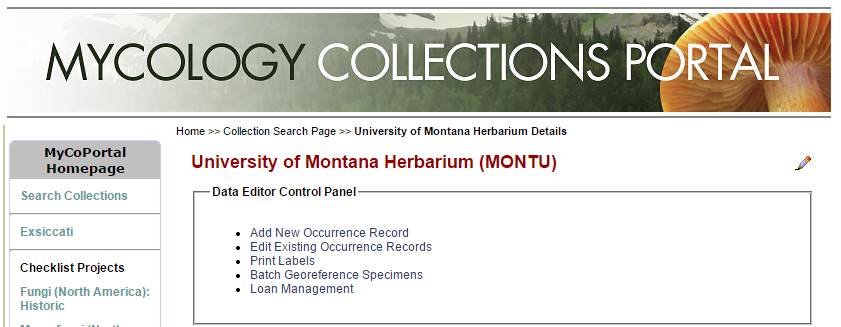 MYCOLOGY COLLECTIONS PORTAL
Home >> Collection Search Page >> University of Montana Herbarium Details
MyCoPortal
Homepage
Search Collections
Exsiccati
Checklist Projects
Fungi (North America):
Historic
University of Montana Herbarium (MONTU)
Data Editor Control Panel
Add New Occurrence Record
Edit Existing Occurrence Records
Print Labels
Batch Georeference Specimens
Loan Management